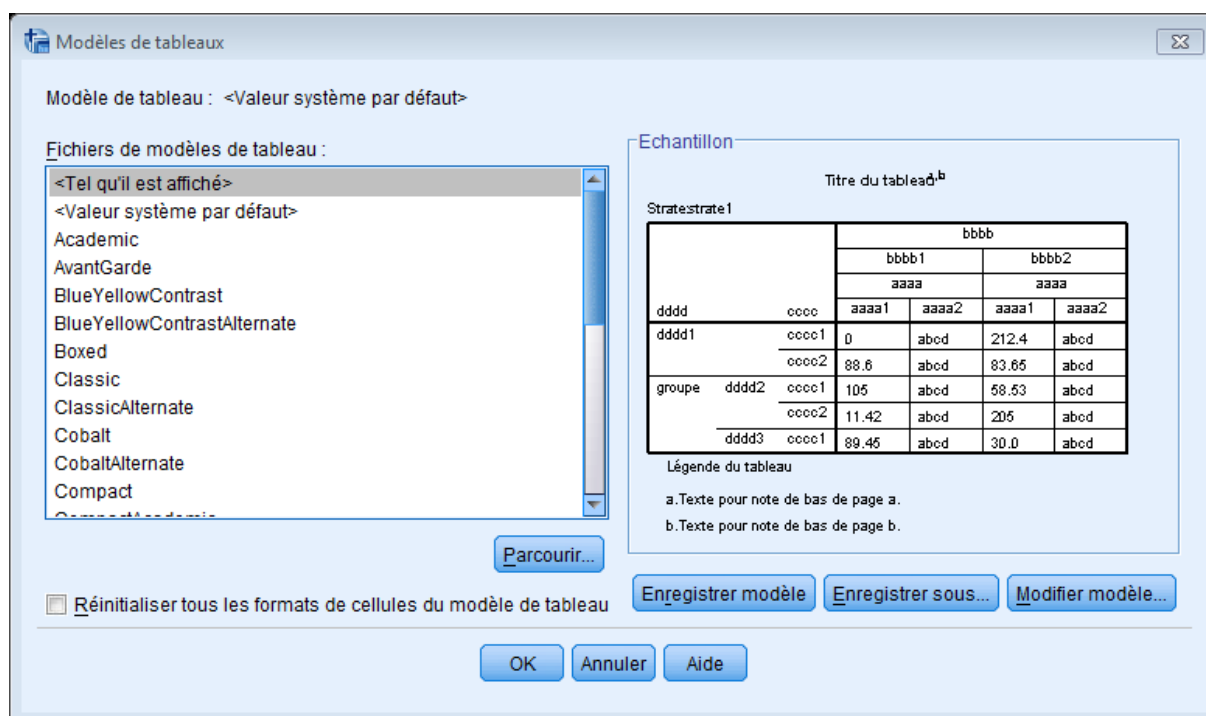 Modèles de tableaux
Modèle de tableau : <Valeur système par défaut>
Fichiers de modèles de tableau :
<Tel qu'il est affiché>
<Valeur système par défaut>
Academic
AvantGarde
BlueYellowContrast
BlueYellowContrastAlternate
Boxed
Classic
ClassicAlternate
Cobalt
CobaltAlternate
Compact
CompactAcademic
Parcourir...
Réinitialiser tous les formats de cellules du modèle de tableau
Echantillon
Titre du tableau a,b
Strate:strate1
bbbb
bbbb1 bbbb2
aaaa aaaa
dddd cccc aaaa1 aaaa2 aaaa1 aaaa2
dddd1 cccc1 0 abcd 212.4 abcd
cccc2 88.6 abcd 83.65 abcd
groupe dddd2 cccc1 105 abcd 58.53 abcd
cccc2 11.42 abcd 205 abcd
dddd3 cccc1 89.45 abcd 30.0 abcd
Légende du tableau
a.Texte pour note de bas de page a.
b.Texte pour note de bas de page b.
Enregistrer modèle Enregistrer sous... Modifier modèle...
OK Annuler Aide